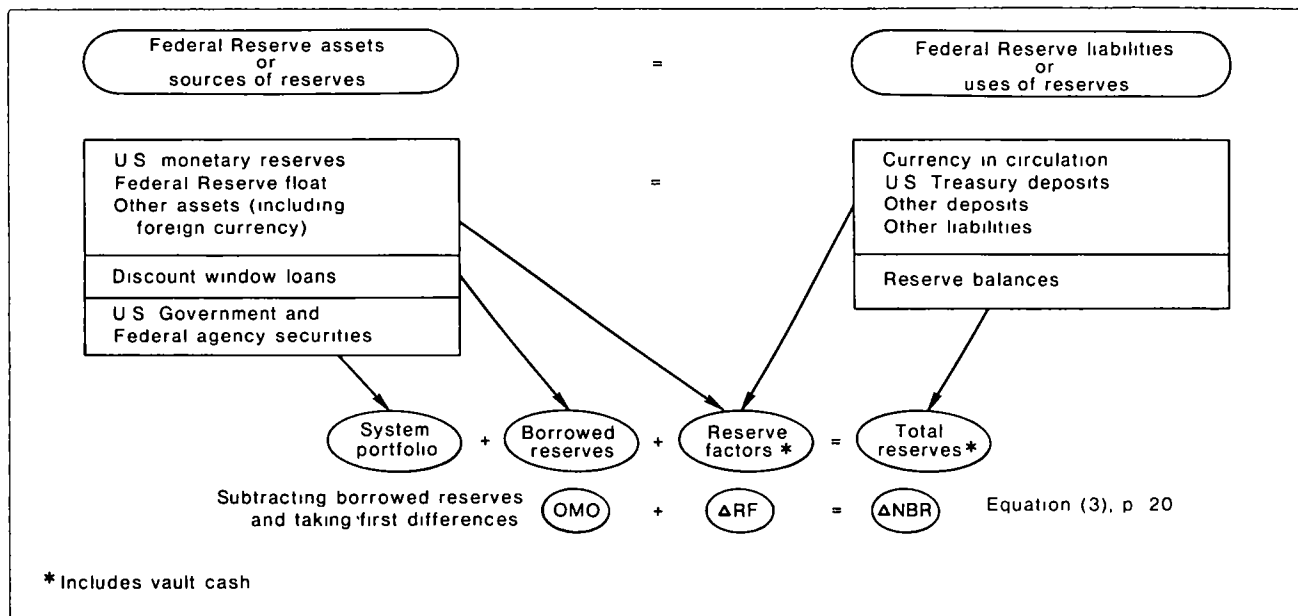 Federal Reserve assets
or
sources of reserves
=
Federal Reserve liabilities
or
uses of reserves
US monetary reserves
Federal Reserve float
Other assets (including
foreign currency)
Discount window loans
US Government and
Federal agency securities
=
Currency in circulation
US Treasury deposits
Other deposits
Other liabilities
Reserve balances
System
portfolio
+
Borrowed
reserves
+
Reserve
factors *
=
Total
reserves *
Subtracting borrowed reserves
and taking first differences
OMO
+
ΔRF
=
ΔNBR
Equation (3), p 20
* Includes vault cash